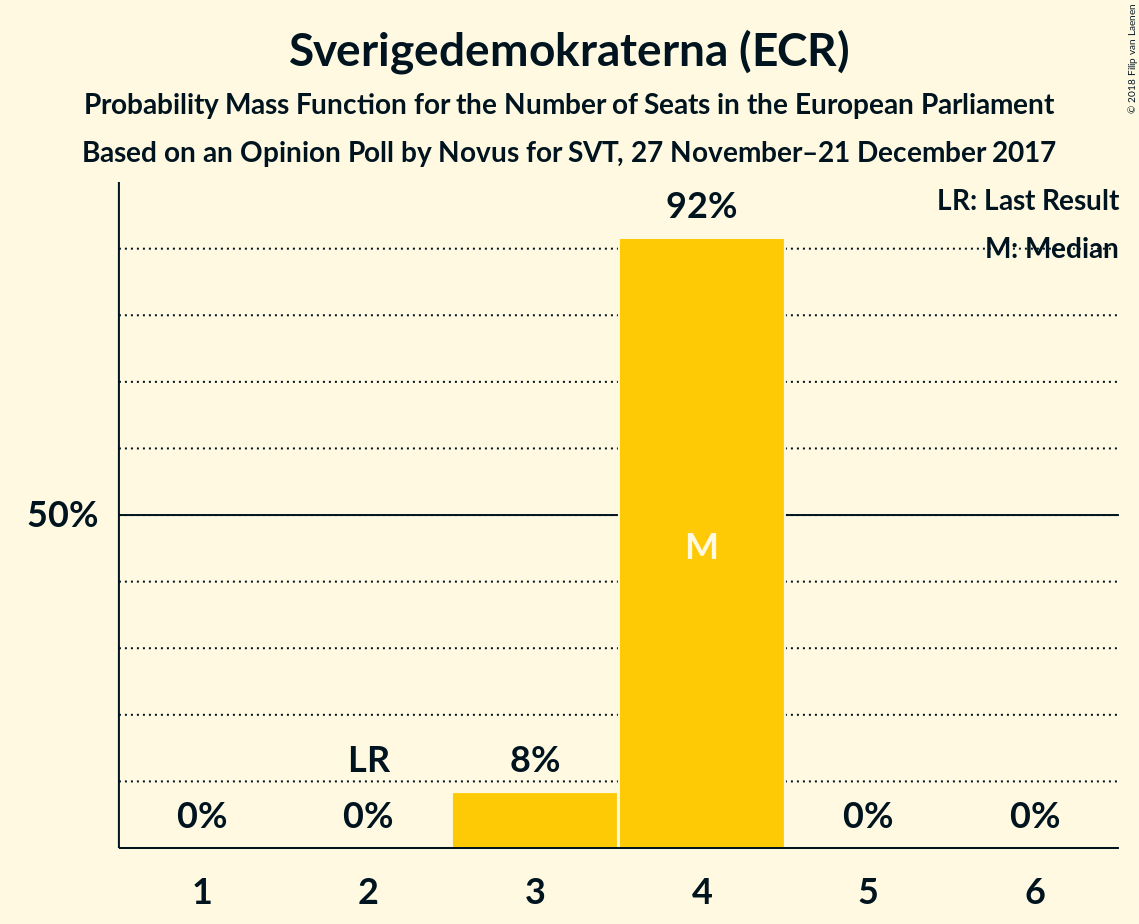 Sverigedemokraterna (ECR)
Probability Mass Function for the Number of Seats in the European Parliament
Based on an Opinion Poll by Novus for SVT, 27 November–21 December 2017
© 2018 Filip van Laenen
LR: Last Result
M: Median
92%
50%
M
LR
8%
0%
0%
0%
0%
1
2
3
4
5
6